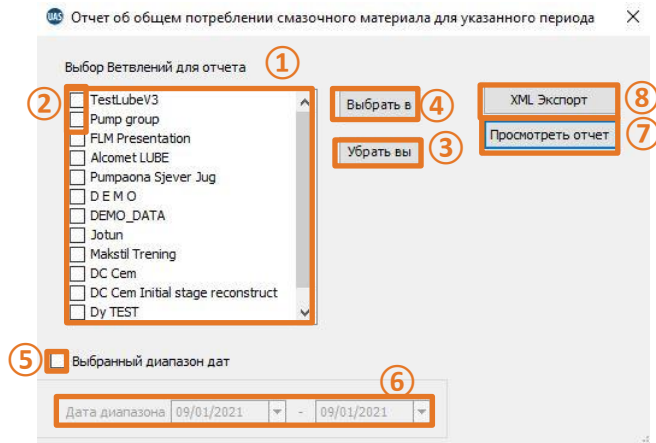 UAS Отчет об общем потреблении смазочного материала для указанного периода
Выбор Ветвлений для отчета ①
② TestLubeV3
Pump group
FLM Presentation
Alcomet LUBE
Pumpaona Sjever Jug
D E M O
DEMO_DATA
Jotun
Makstil Trening
DC Cem
DC Cem Initial stage reconstruct
Dy TEST
Выбрать в ④
Убрать вы ③
XML Экспорт ⑧
Просмотреть отчет ⑦
⑤ Выбранный диапазон дат
⑥
Дата диапазона 09/01/2021 - 09/01/2021